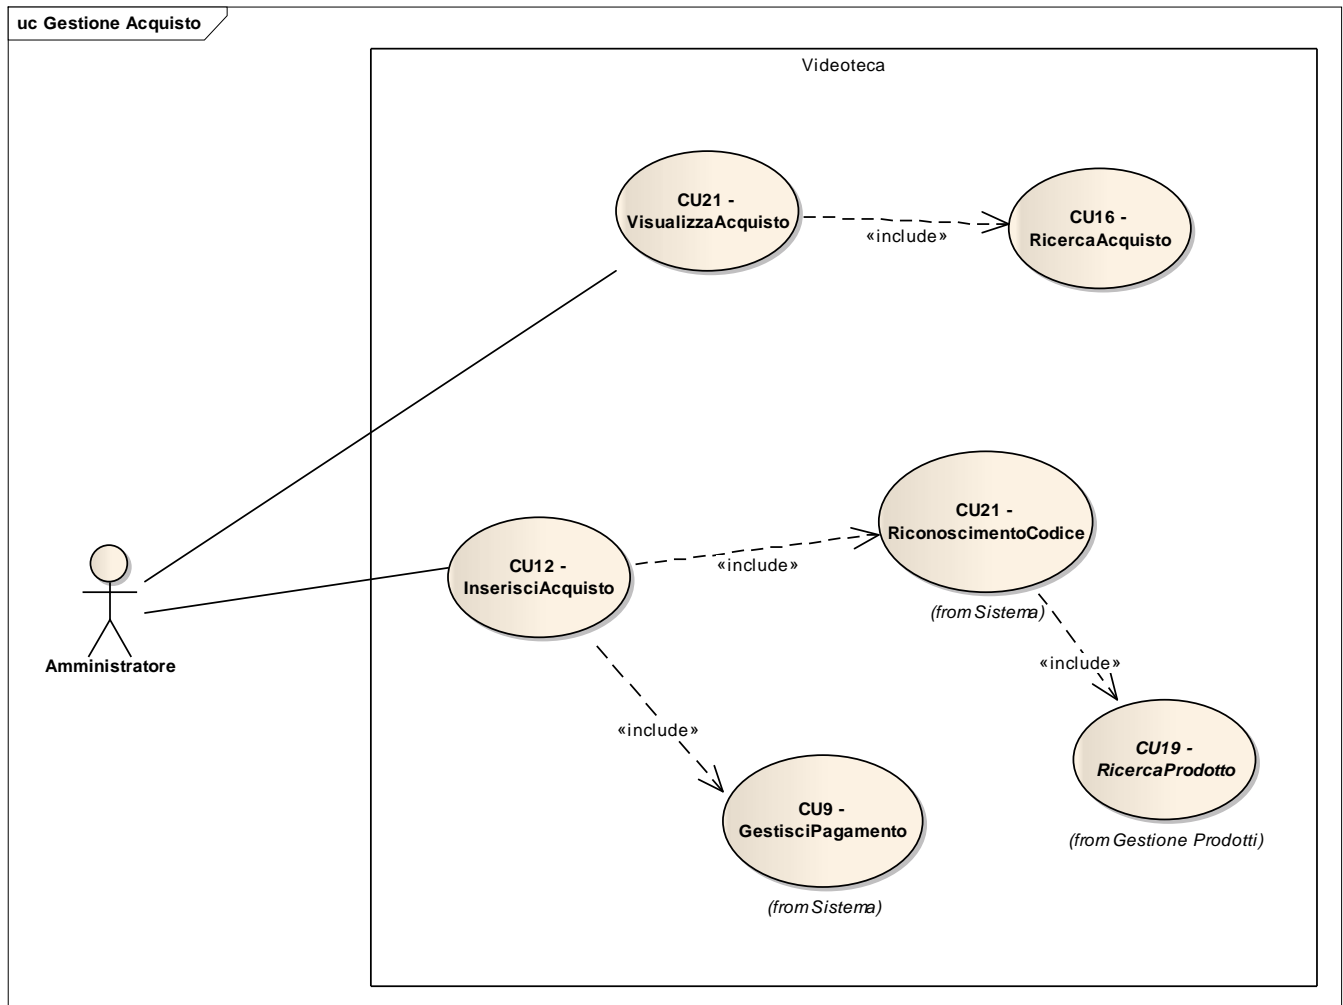 uc Gestione Acquisto
Videoteca
CU21 -
VisualizzaAcquisto
CU16 -
RicercaAcquisto
«include»
CU21 -
RiconoscimentoCodice
(from Sistema)
CU12 -
InserisciAcquisto
«include»
«include»
Amministratore
«include»
CU19 -
RicercaProdotto
(from Gestione Prodotti)
CU9 -
GestisciPagamento
(from Sistema)